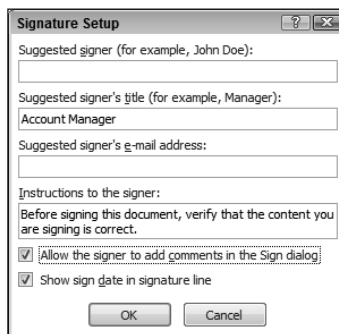 Signature Setup
Suggested signer (for example, John Doe):
Suggested signer's title (for example, Manager):
Account Manager
Suggested signer's e-mail address:
Instructions to the signer:
Before signing this document, verify that the content you
are signing is correct.
Allow the signer to add comments in the Sign dialog
Show sign date in signature line
OK Cancel